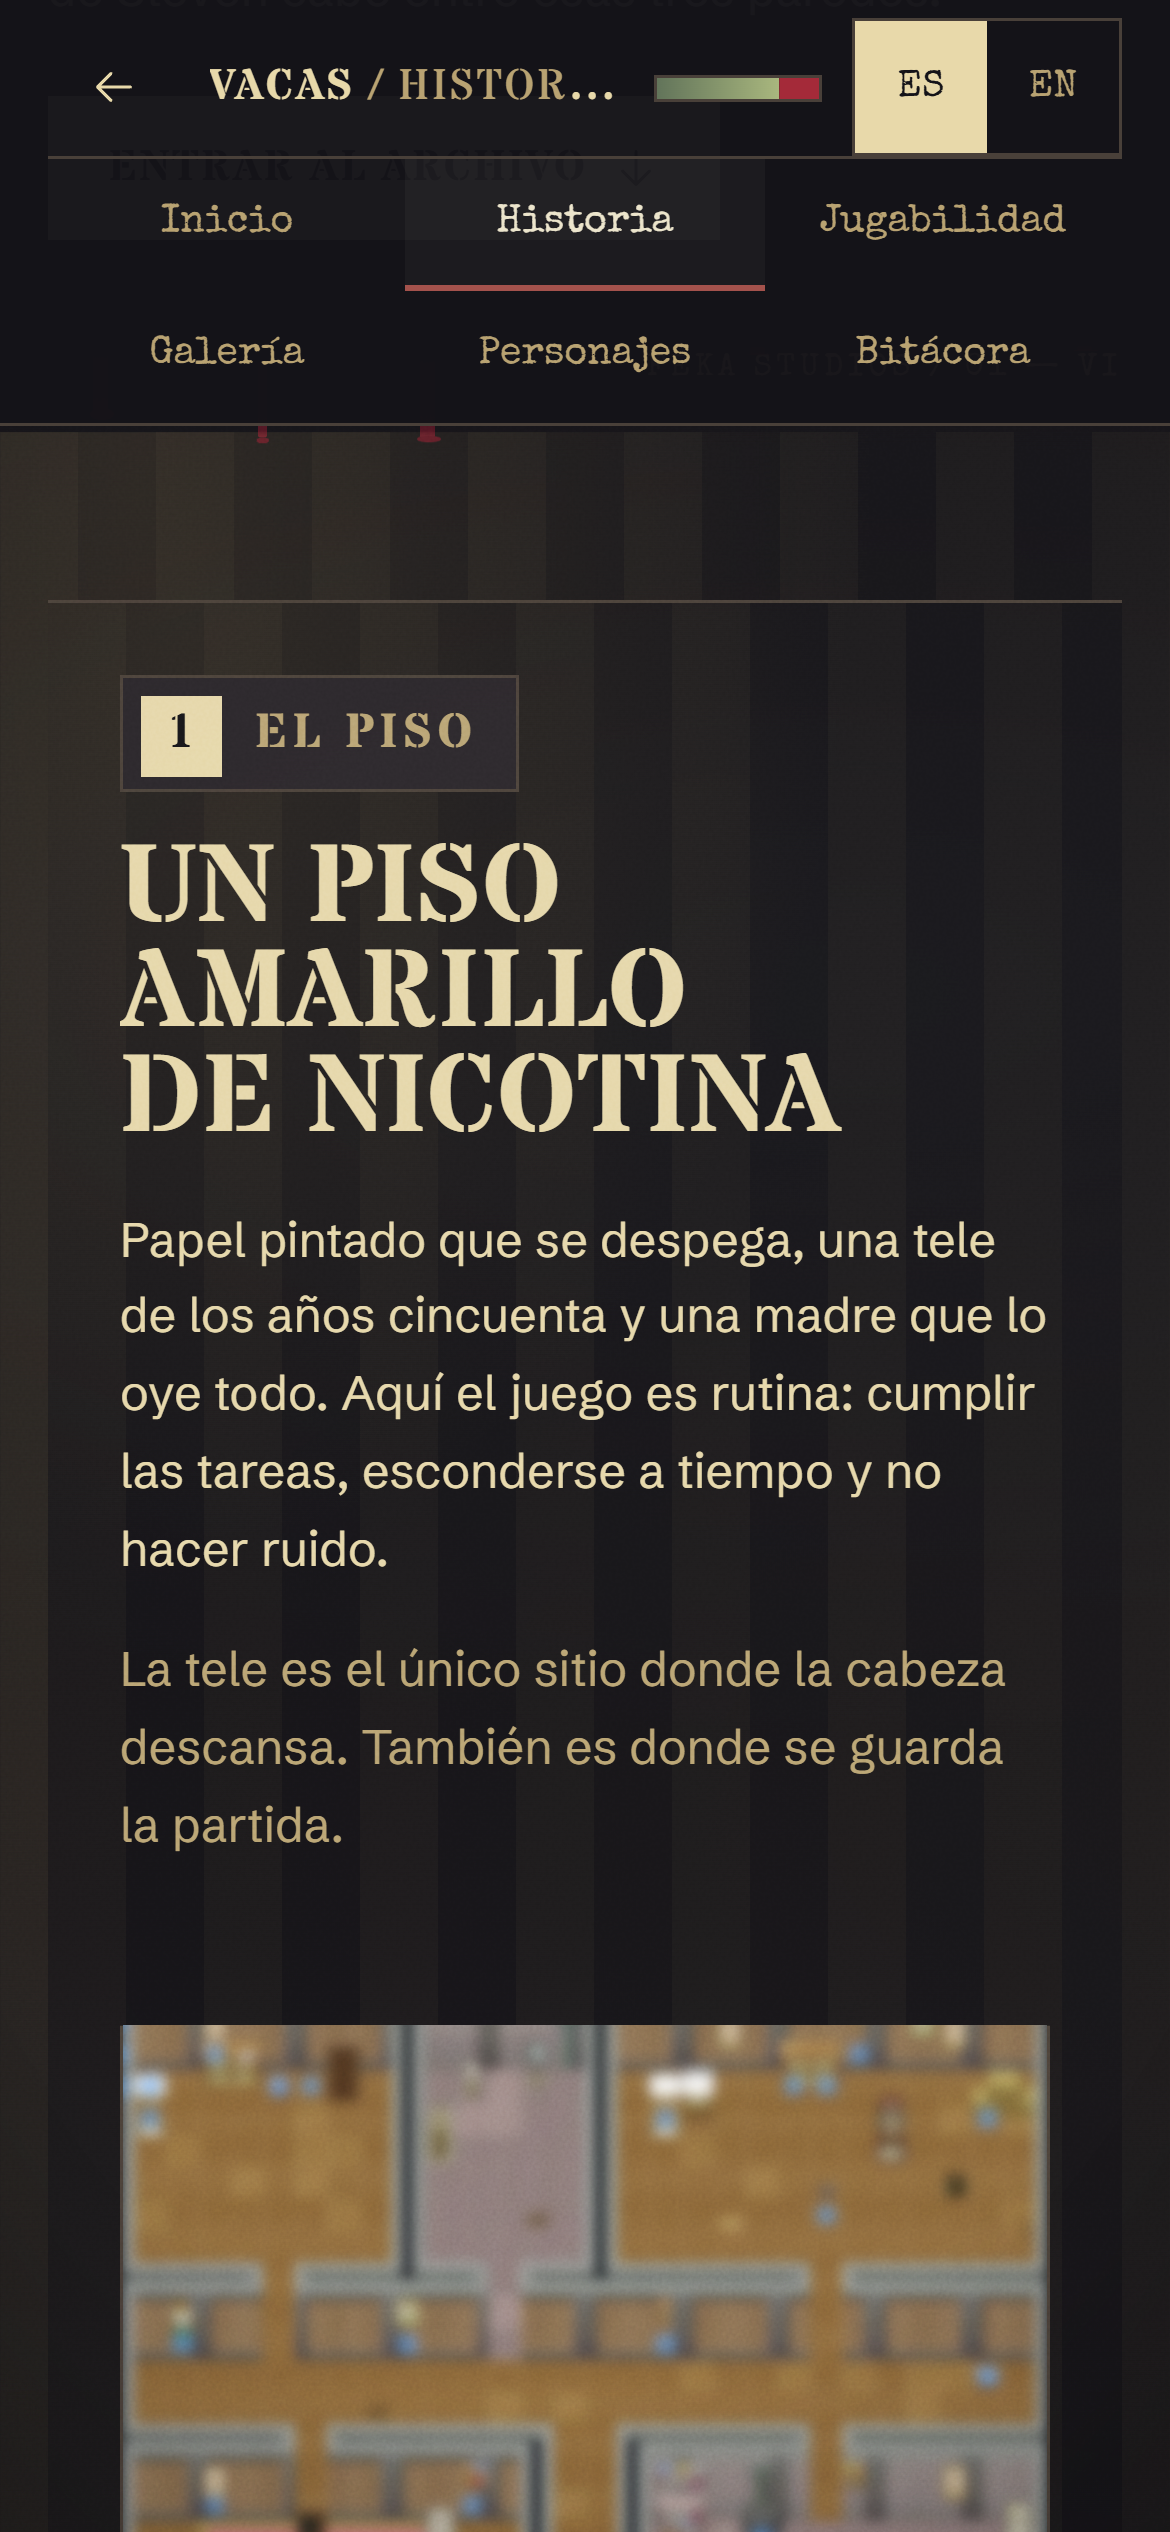 VACAS / HISTOR...
ES
EN
ENTRAR AL ARCHIVO
Inicio
Historia
Jugabilidad
Galería
Personajes
Bitácora
1
EL PISO
UN PISO
AMARILLO
DE NICOTINA
Papel pintado que se despega, una tele
de los años cincuenta y una madre que lo
oye todo. Aquí el juego es rutina: cumplir
las tareas, esconderse a tiempo y no
hacer ruido.
La tele es el único sitio donde la cabeza
descansa. También es donde se guarda
la partida.